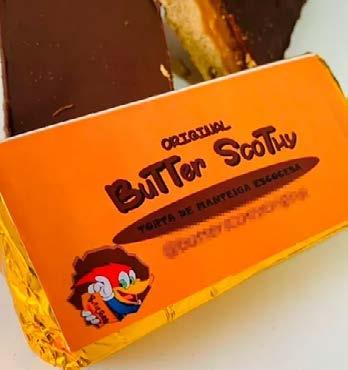 ORIGINAL
BUTTER SCOTHY
TORTA DE MANTEIGA ESCOCESA